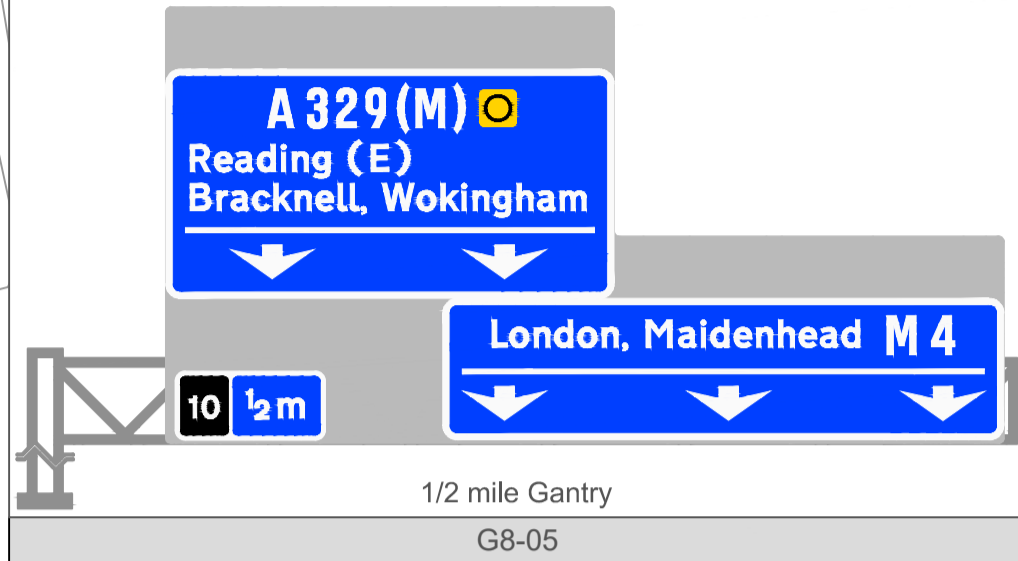 A 329(M)
Reading (E)
Bracknell, Wokingham
London, Maidenhead M 4
10 ½ m
1/2 mile Gantry
G8-05